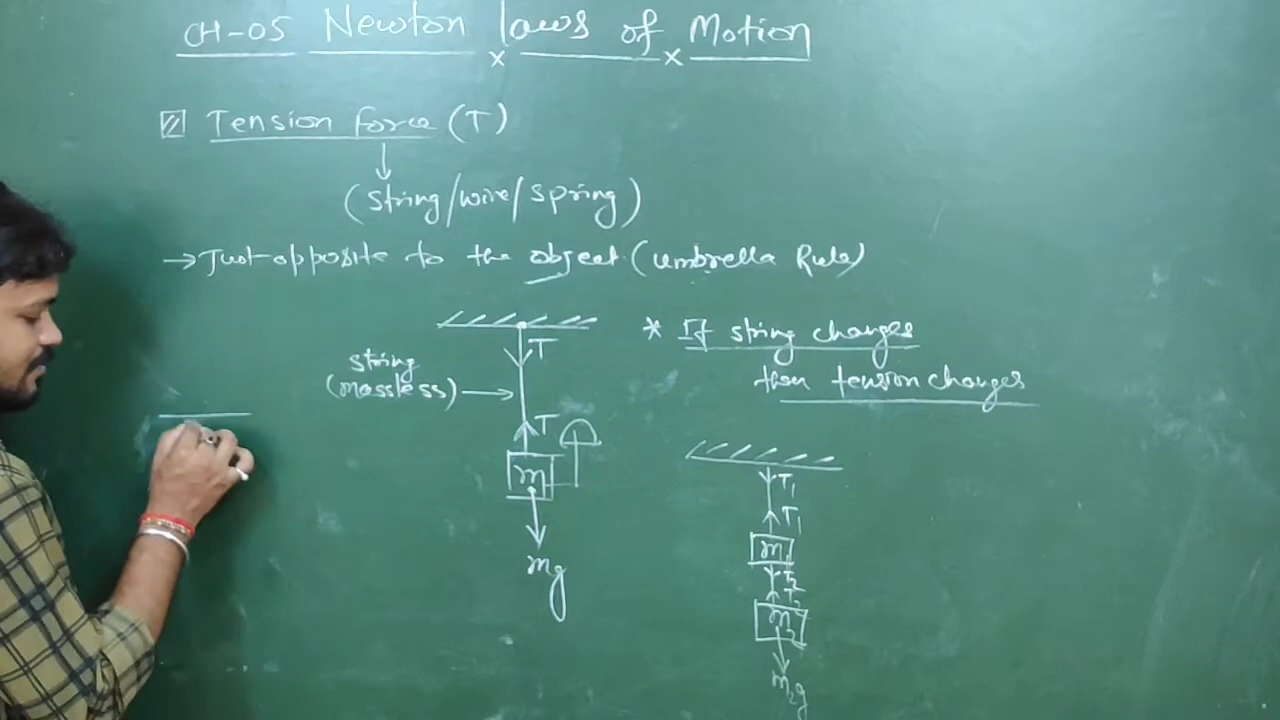 CH-05 Newton laws of Motion
Tension force (T)
(String/wire/spring)
→ Just opposite to the object (Umbrella Rule)
String
(massless)
T
T
m
mg
* If string changes
then tension changes
T1
T1
m1
T2
T2
m2
m2g